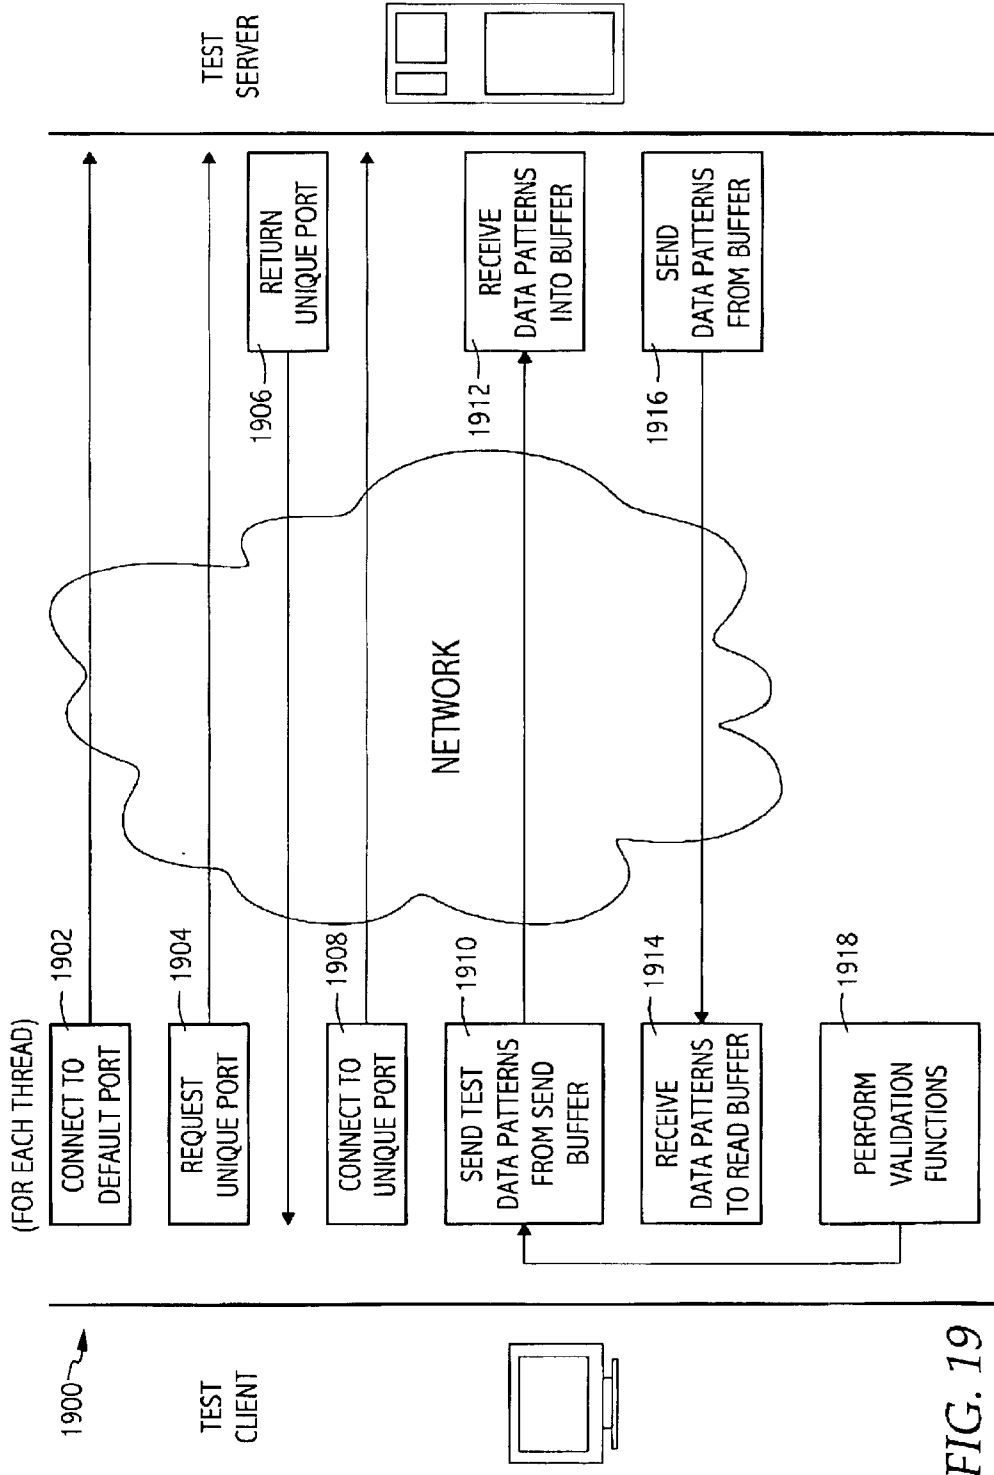 1900
(FOR EACH THREAD)
TEST
CLIENT
TEST
SERVER
CONNECT TO
DEFAULT PORT
1902
REQUEST
UNIQUE PORT
1904
1906
RETURN
UNIQUE PORT
CONNECT TO
UNIQUE PORT
1908
NETWORK
SEND TEST
DATA PATTERNS
FROM SEND
BUFFER
1910
1912
RECEIVE
DATA PATTERNS
INTO BUFFER
RECEIVE
DATA PATTERNS
TO READ BUFFER
1914
1916
SEND
DATA PATTERNS
FROM BUFFER
PERFORM
VALIDATION
FUNCTIONS
1918
FIG. 19